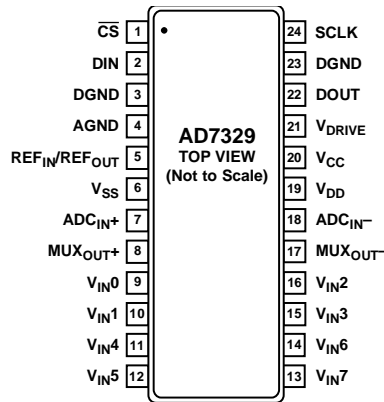 CS 1 24 SCLK
DIN 2 23 DGND
DGND 3 22 DOUT
AGND 4 21 VDRIVE
REFIN/REFOUT 5 20 VCC
VSS 6 19 VDD
ADCIN+ 7 18 ADCIN–
MUXOUT+ 8 17 MUXOUT–
VIN0 9 16 VIN2
VIN1 10 15 VIN3
VIN4 11 14 VIN6
VIN5 12 13 VIN7
AD7329
TOP VIEW
(Not to Scale)